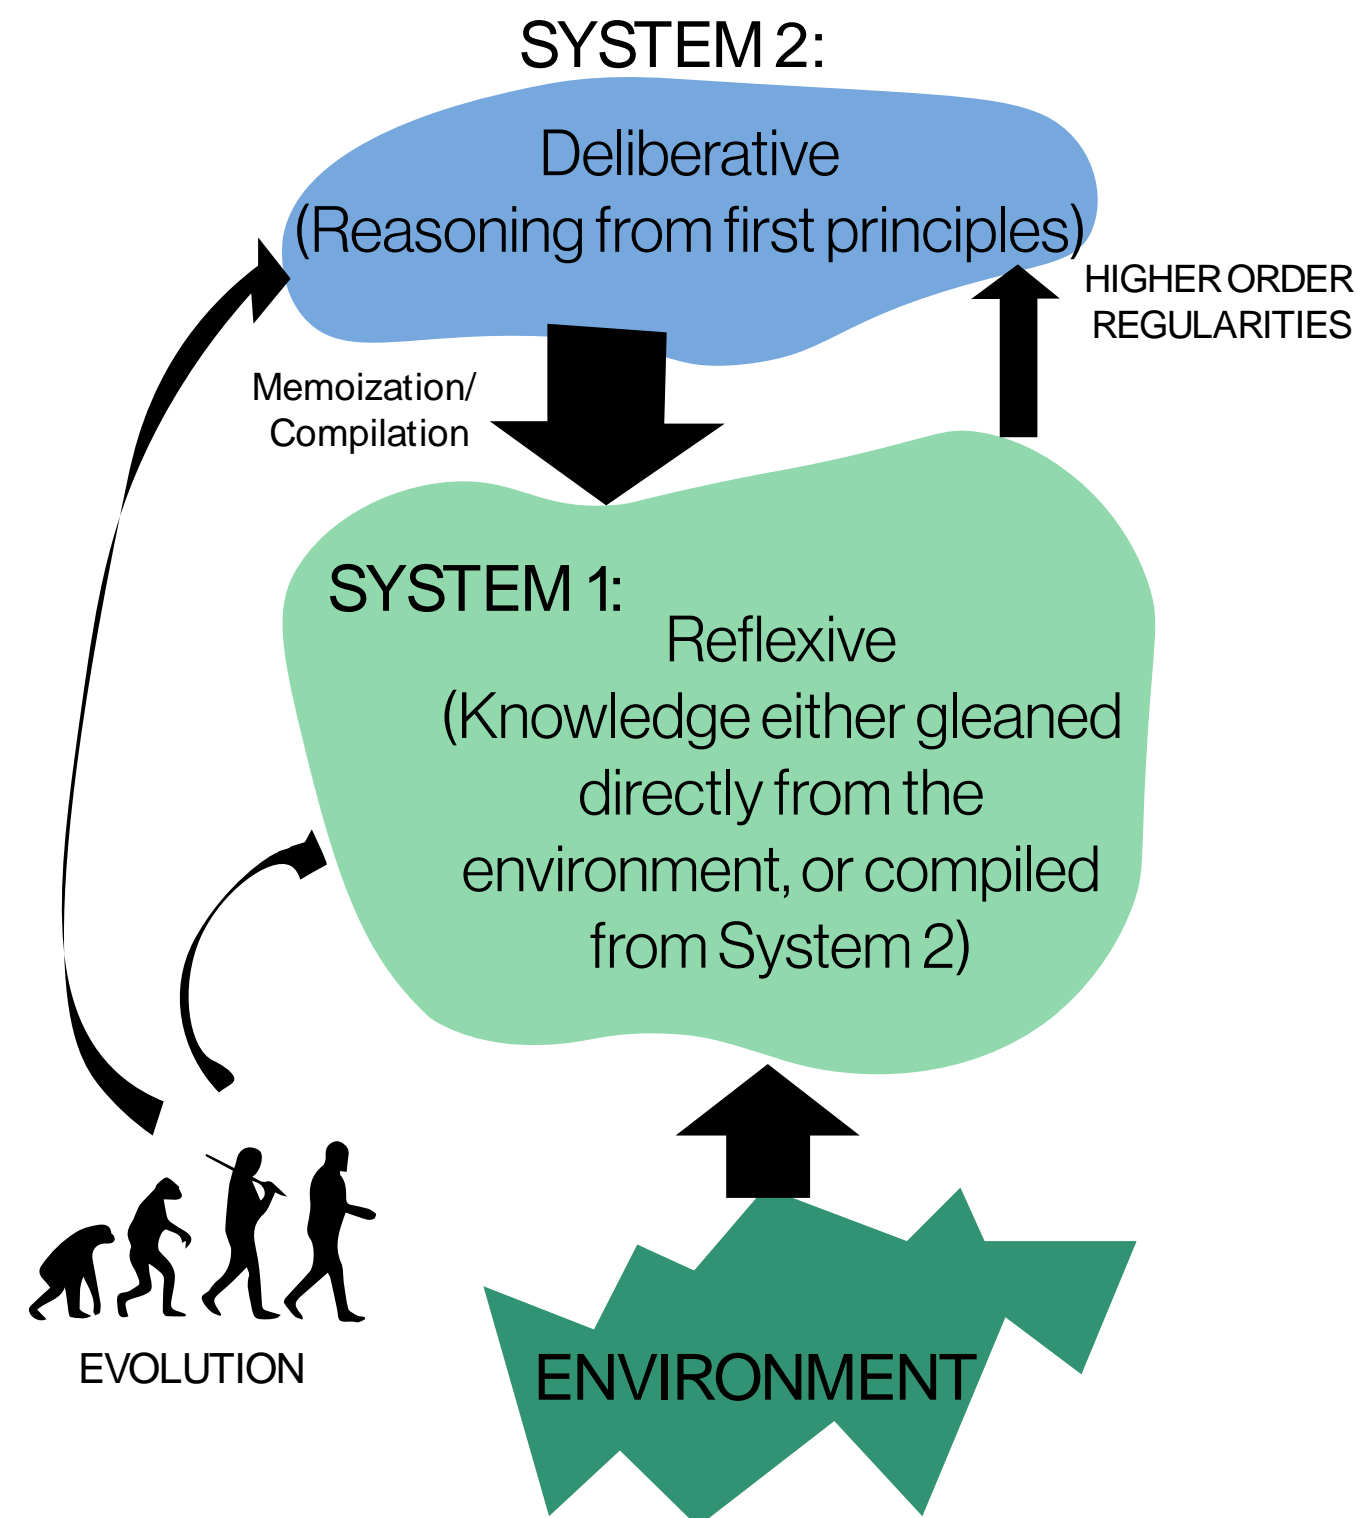 SYSTEM 2:
Deliberative
(Reasoning from first principles)
HIGHER ORDER
REGULARITIES
Memoization/
Compilation
SYSTEM 1:
Reflexive
(Knowledge either gleaned
directly from the
environment, or compiled
from System 2)
EVOLUTION
ENVIRONMENT